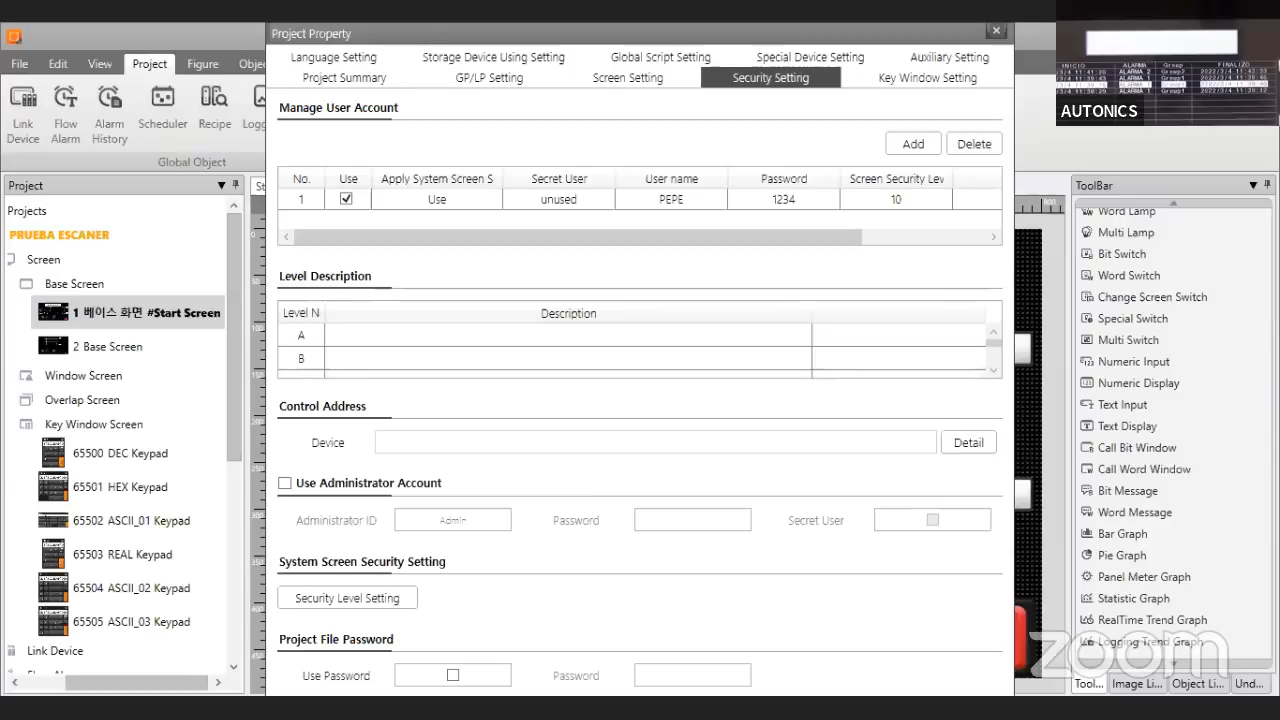 Project Property
File
Edit
View
Project
Figure
Link Device
Flow Alarm
Alarm History
Scheduler
Recipe
Global Object
Language Setting
Storage Device Using Setting
Global Script Setting
Special Device Setting
Auxiliary Setting
Project Summary
GP/LP Setting
Screen Setting
Security Setting
Key Window Setting
Manage User Account
Add
Delete
No.
Use
Apply System Screen S
Secret User
User name
Password
Screen Security Lev
1
Use
unused
PEPE
1234
10
Level Description
Level N
Description
A
B
Control Address
Device
Detail
Use Administrator Account
Administrator ID
Admin
Password
Secret User
System Screen Security Setting
Security Level Setting
Project File Password
Use Password
Password
Project
Projects
PRUEBA ESCANER
Screen
Base Screen
1 베이스 화면 #Start Screen
2 Base Screen
Window Screen
Overlap Screen
Key Window Screen
65500 DEC Keypad
65501 HEX Keypad
65502 ASCII_01 Keypad
65503 REAL Keypad
65504 ASCII_02 Keypad
65505 ASCII_03 Keypad
Link Device
INICIO
ALARMA
Group
FINALIZO
AUTONICS
ToolBar
Word Lamp
Multi Lamp
Bit Switch
Word Switch
Change Screen Switch
Special Switch
Multi Switch
Numeric Input
Numeric Display
Text Input
Text Display
Call Bit Window
Call Word Window
Bit Message
Word Message
Bar Graph
Pie Graph
Panel Meter Graph
Statistic Graph
RealTime Trend Graph
Logging Trend Graph
Tool...
Image Li...
Object Li...
Und...
zoom